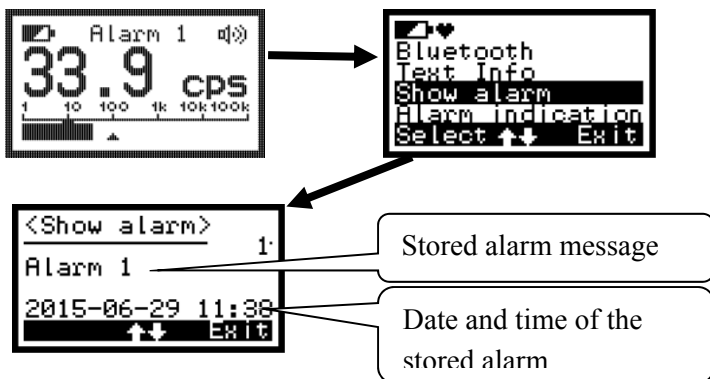 Alarm 1
33.9 cps
1 10 100 1k 10k100k
Bluetooth
Text Info
Show alarm
Alarm indication
Select Exit
<Show alarm>
1
Alarm 1
2015-06-29 11:38
Exit
Stored alarm message
Date and time of the
stored alarm